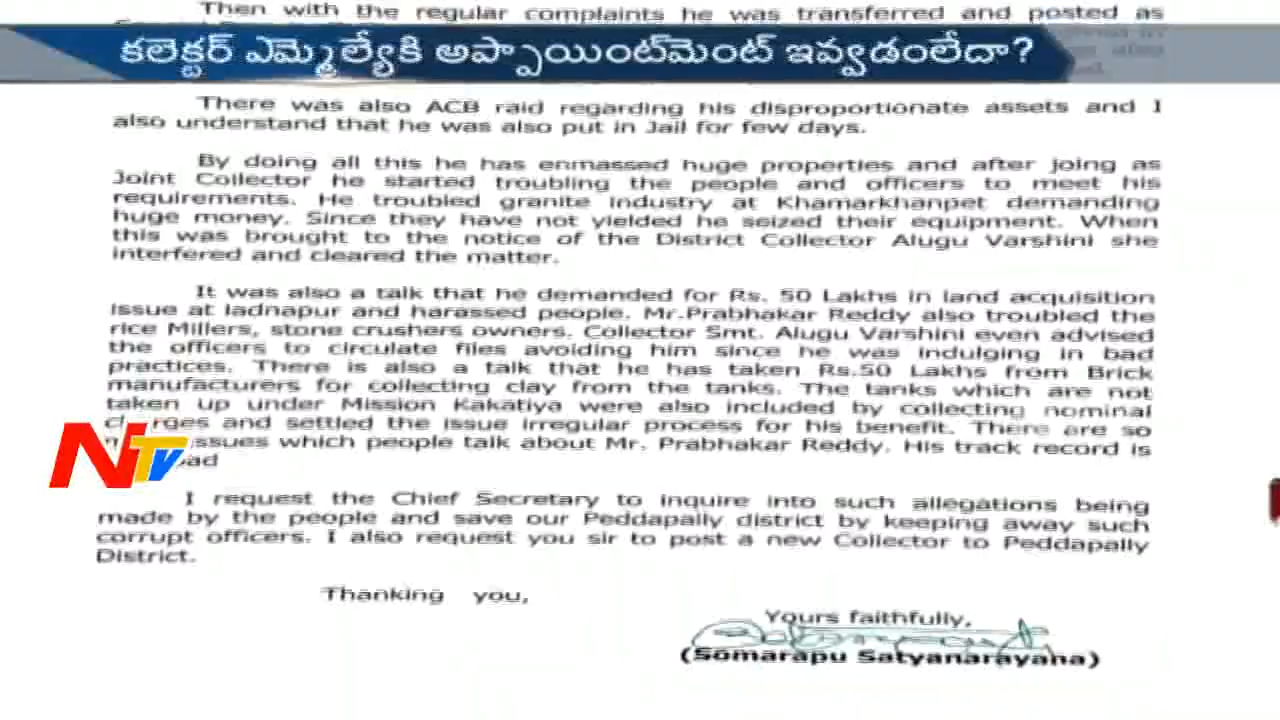 Then with the regular complaints he was transferred and posted as
కలెక్టర్ ఎమ్మెల్యేకి అప్పాయింట్‌మెంట్ ఇవ్వడంలేదా?
There was also ACB raid regarding his disproportionate assets and I
also understand that he was also put in Jail for few days.
By doing all this he has enmassed huge properties and after joing as
Joint Collector he started troubling the people and officers to meet his
requirements. He troubled granite industry at Khamarkhanpet demanding
huge money. Since they have not yielded he seized their equipment. When
this was brought to the notice of the District Collector Alugu Varshini she
interfered and cleared the matter.
It was also a talk that he demanded for Rs. 50 Lakhs in land acquisition
issue at ladnapur and harassed people. Mr.Prabhakar Reddy also troubled the
rice Millers, stone crushers owners. Collector Smt. Alugu Varshini even advised
the officers to circulate files avoiding him since he was indulging in bad
practices. There is also a talk that he has taken Rs.50 Lakhs from Brick
manufacturers for collecting clay from the tanks. The tanks which are not
taken up under Mission Kakatiya were also included by collecting nominal
charges and settled the issue irregular process for his benefit. There are so
issues which people talk about Mr. Prabhakar Reddy. His track record is
bad
NTV
I request the Chief Secretary to inquire into such allegations being
made by the people and save our Peddapally district by keeping away such
corrupt officers. I also request you sir to post a new Collector to Peddapally
District.
Thanking you,
Yours faithfully,
(Somarapu Satyanarayana)